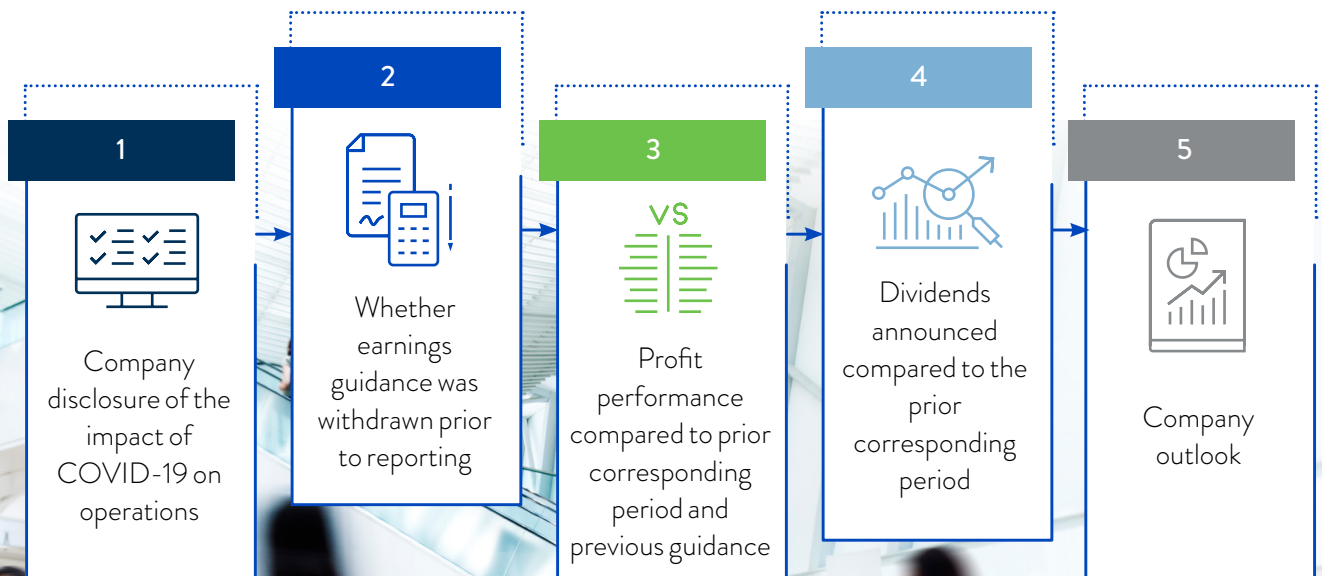 1
Company
disclosure of the
impact of
COVID-19 on
operations
2
Whether
earnings
guidance was
withdrawn prior
to reporting
3
VS
Profit
performance
compared to prior
corresponding
period and
previous guidance
4
Dividends
announced
compared to the
prior
corresponding
period
5
Company
outlook